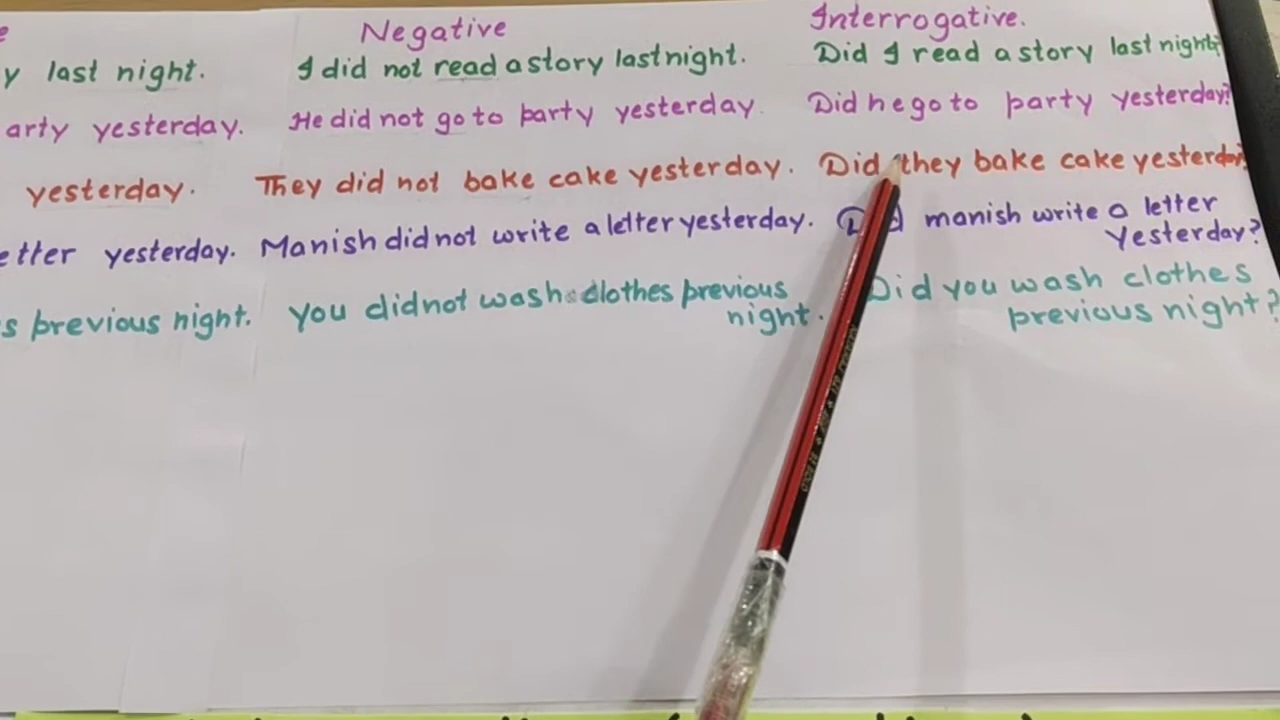 Negative Interrogative.
y last night. I did not read a story last night. Did I read a story last night?
arty yesterday. He did not go to party yesterday. Did he go to party yesterday?
yesterday. They did not bake cake yesterday. Did they bake cake
etter yesterday. Manish did not write a letter yesterday. manish write a letter
Yesterday?
s previous night. You did not wash clothes previous Did you wash clothes
night. previous night?